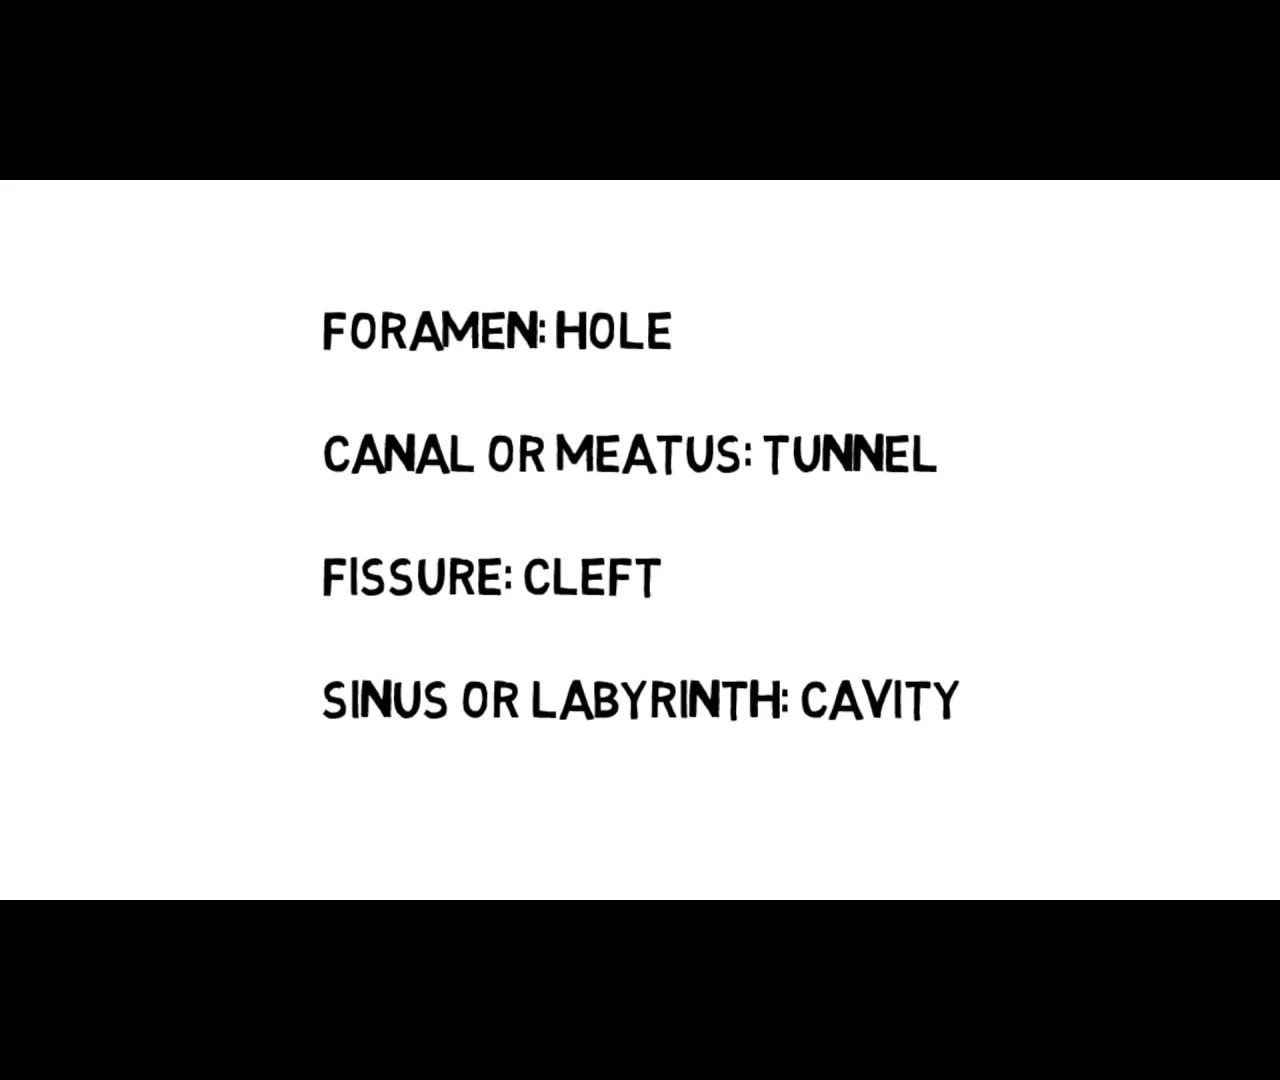 FORAMEN: HOLE
CANAL OR MEATUS: TUNNEL
FISSURE: CLEFT
SINUS OR LABYRINTH: CAVITY